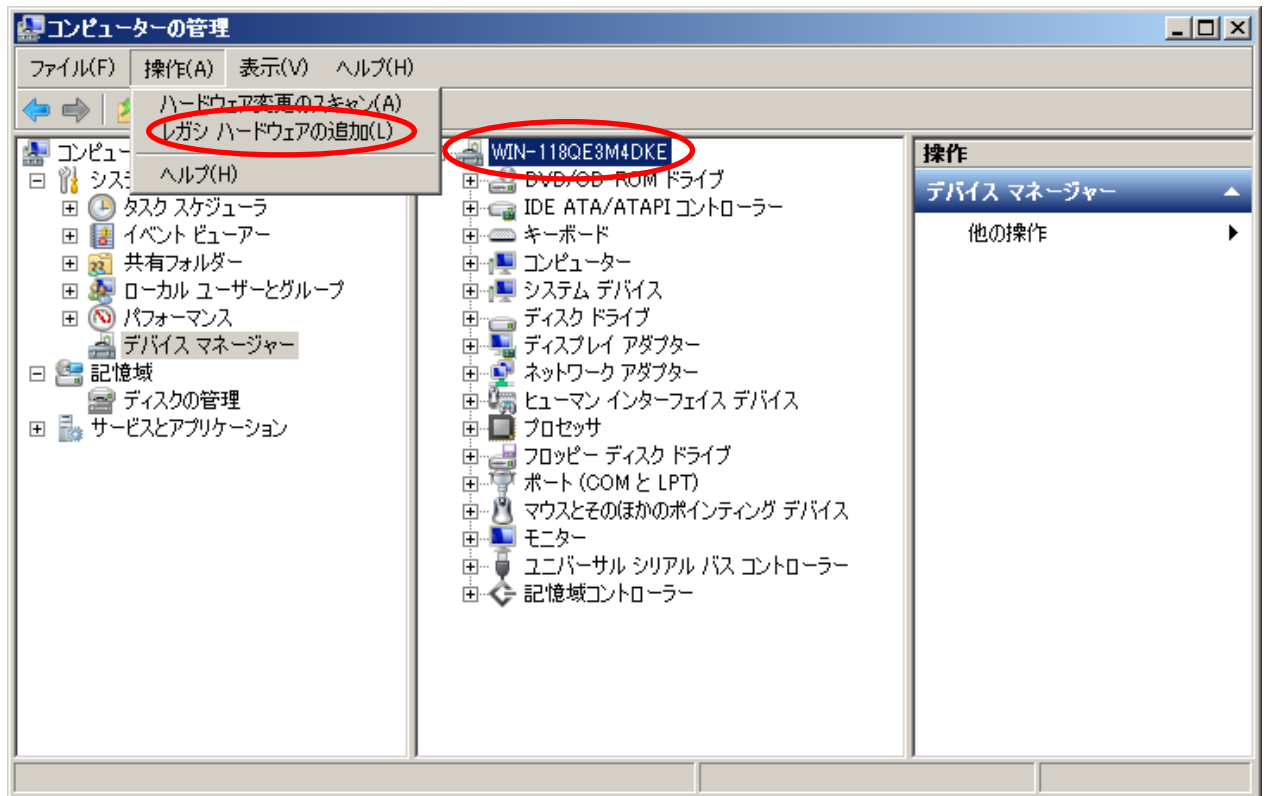 コンピューターの管理
ファイル(F) 操作(A) 表示(V) ヘルプ(H)
ハードウェア変更のスキャン(A)
レガシ ハードウェアの追加(L)
ヘルプ(H)
コンピュー
シス
タスク スケジューラ
イベント ビューアー
共有フォルダー
ローカル ユーザーとグループ
パフォーマンス
デバイス マネージャー
記憶域
ディスクの管理
サービスとアプリケーション
WIN-118QE3M4DKE
DVD/CD-ROM ドライブ
IDE ATA/ATAPI コントローラー
キーボード
コンピューター
システム デバイス
ディスク ドライブ
ディスプレイ アダプター
ネットワーク アダプター
ヒューマン インターフェイス デバイス
プロセッサ
フロッピー ディスク ドライブ
ポート (COM と LPT)
マウスとそのほかのポインティング デバイス
モニター
ユニバーサル シリアル バス コントローラー
記憶域コントローラー
操作
デバイス マネージャー
他の操作